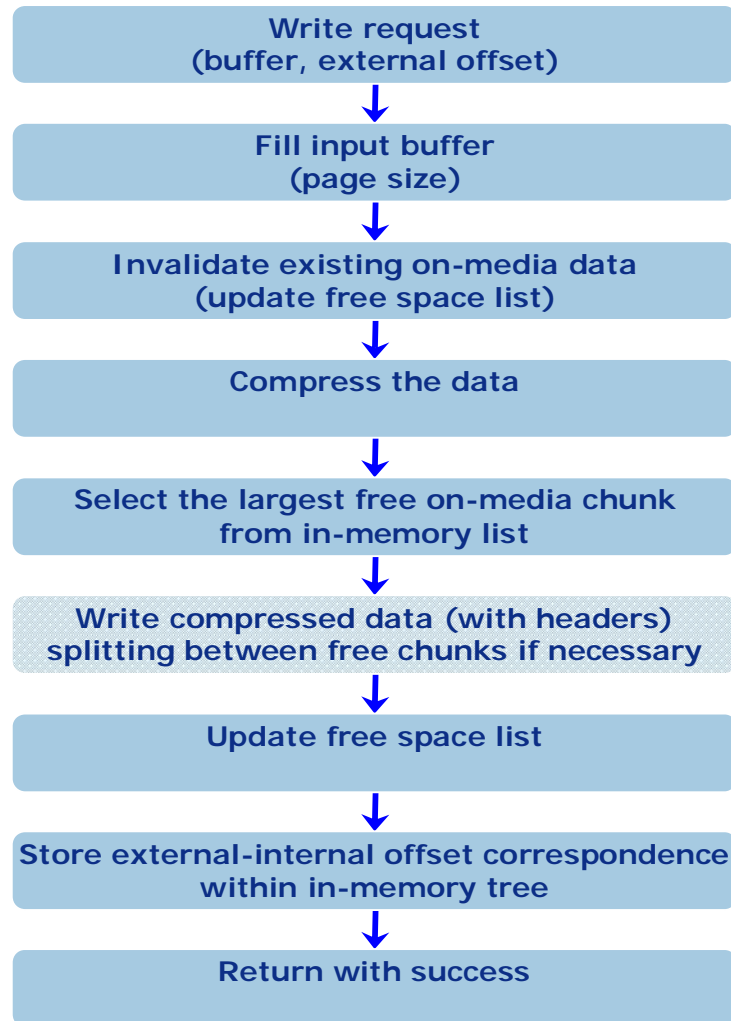 Write request
(buffer, external offset)
Fill input buffer
(page size)
Invalidate existing on-media data
(update free space list)
Compress the data
Select the largest free on-media chunk
from in-memory list
Write compressed data (with headers)
splitting between free chunks if necessary
Update free space list
Store external-internal offset correspondence
within in-memory tree
Return with success